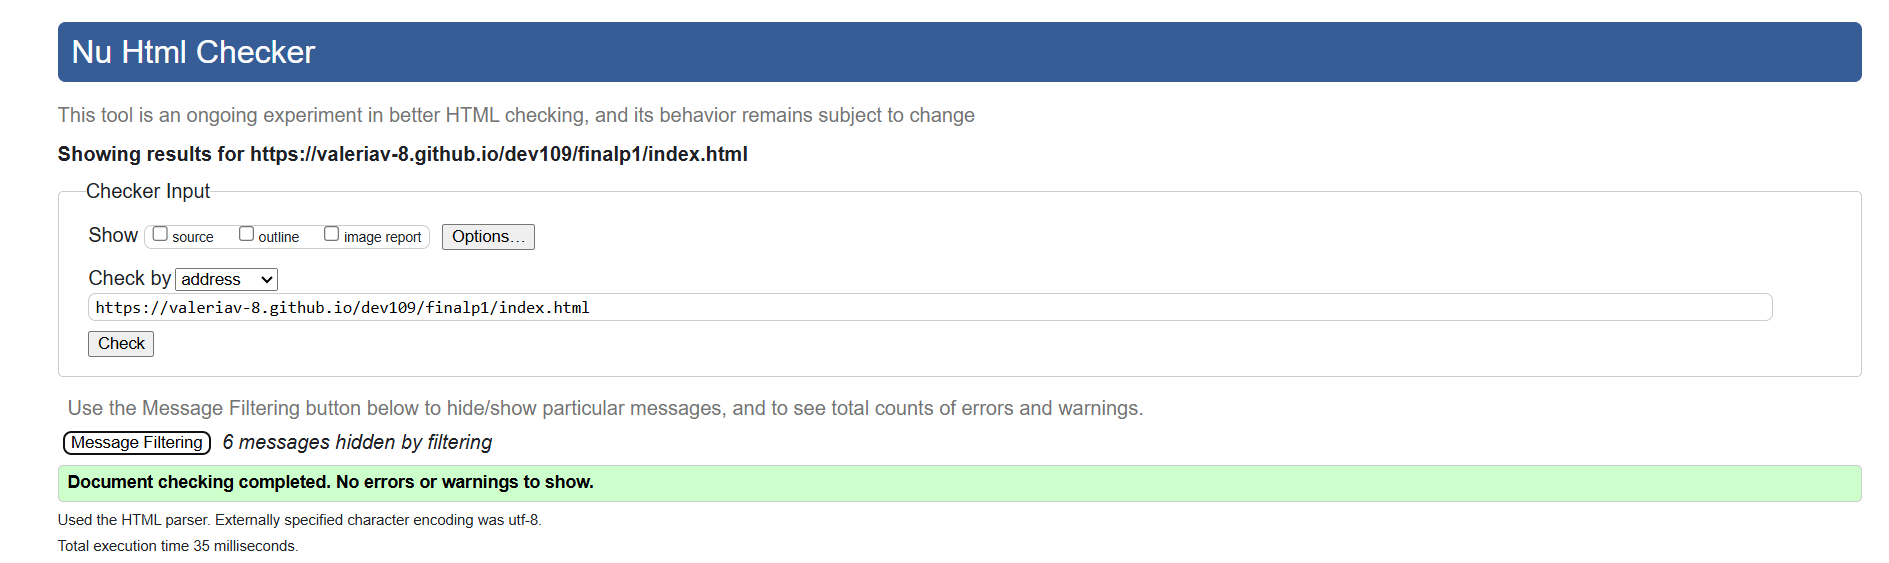 Nu Html Checker
This tool is an ongoing experiment in better HTML checking, and its behavior remains subject to change
Showing results for https://valeriav-8.github.io/dev109/finalp1/index.html
Checker Input
Show source outline image report Options...
Check by address
https://valeriav-8.github.io/dev109/finalp1/index.html
Check
Use the Message Filtering button below to hide/show particular messages, and to see total counts of errors and warnings.
Message Filtering 6 messages hidden by filtering
Document checking completed. No errors or warnings to show.
Used the HTML parser. Externally specified character encoding was utf-8.
Total execution time 35 milliseconds.